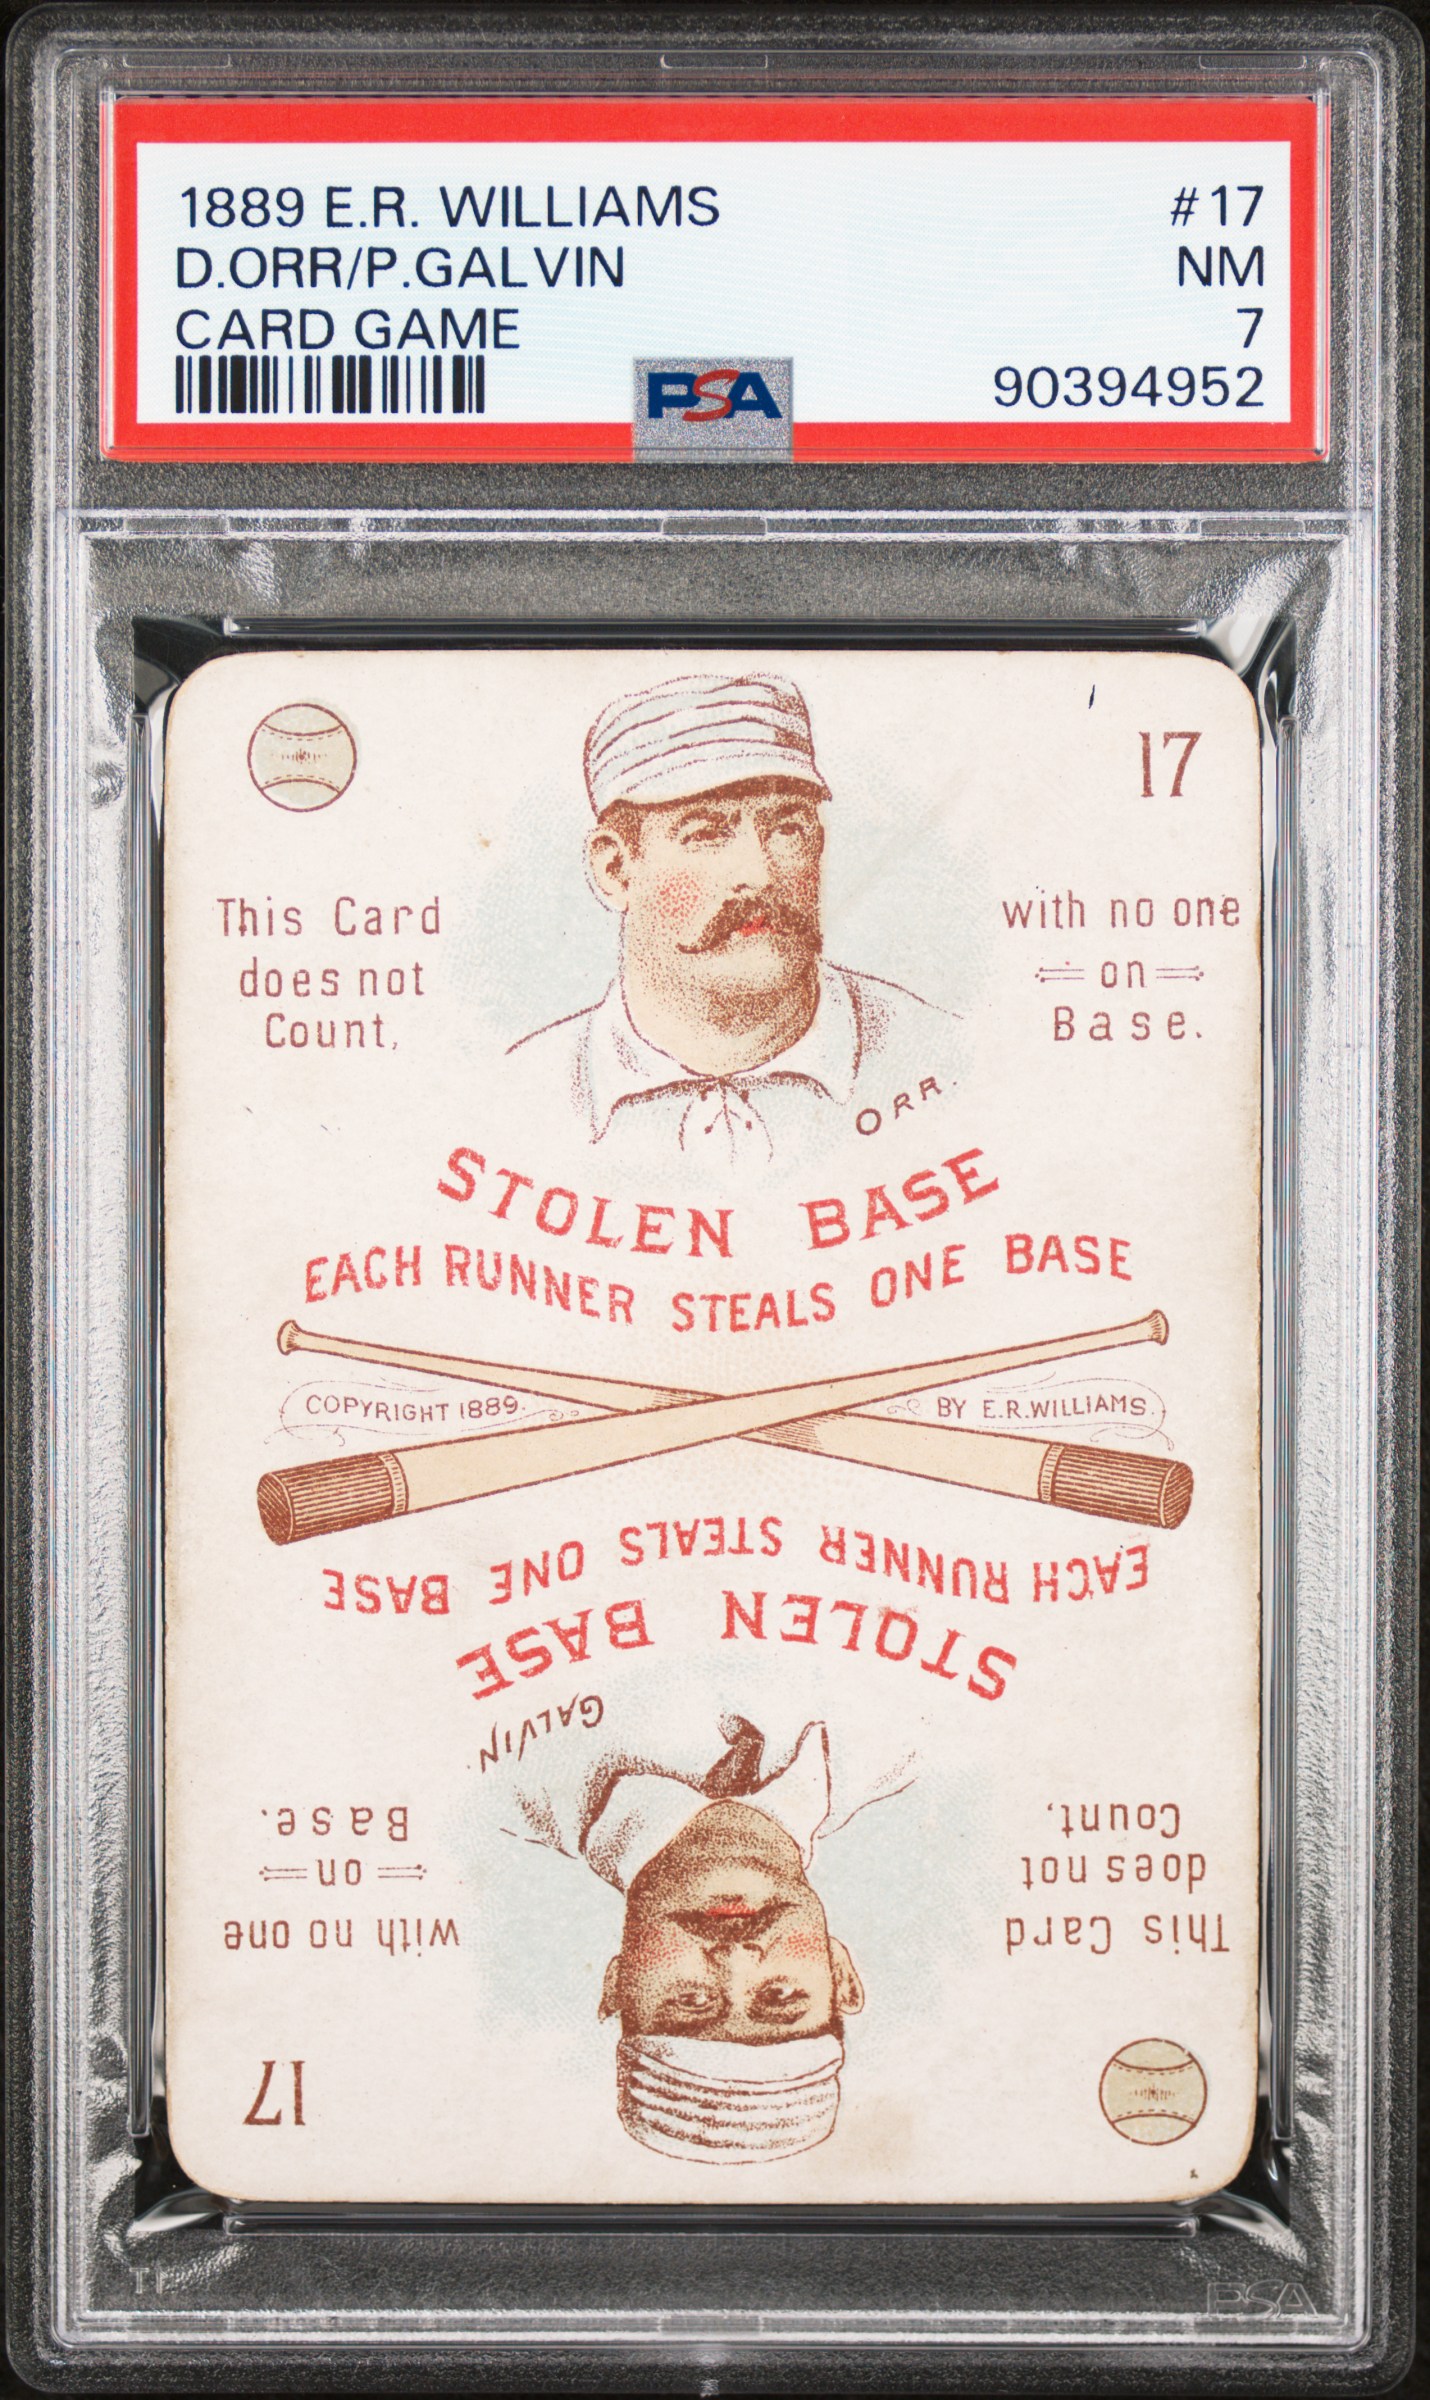 1889 E.R. WILLIAMS #17
D.ORR/P.GALVIN NM
CARD GAME 7
PSA 90394952
17
This Card
does not
Count,
with no one
on
Base.
ORR.
STOLEN BASE
EACH RUNNER STEALS ONE BASE
COPYRIGHT 1889. BY E.R.WILLIAMS.
EACH RUNNER STEALS ONE BASE
STOLEN BASE
GALVIN.
This Card
does not
Count,
with no one
on
Base.
17
PSA